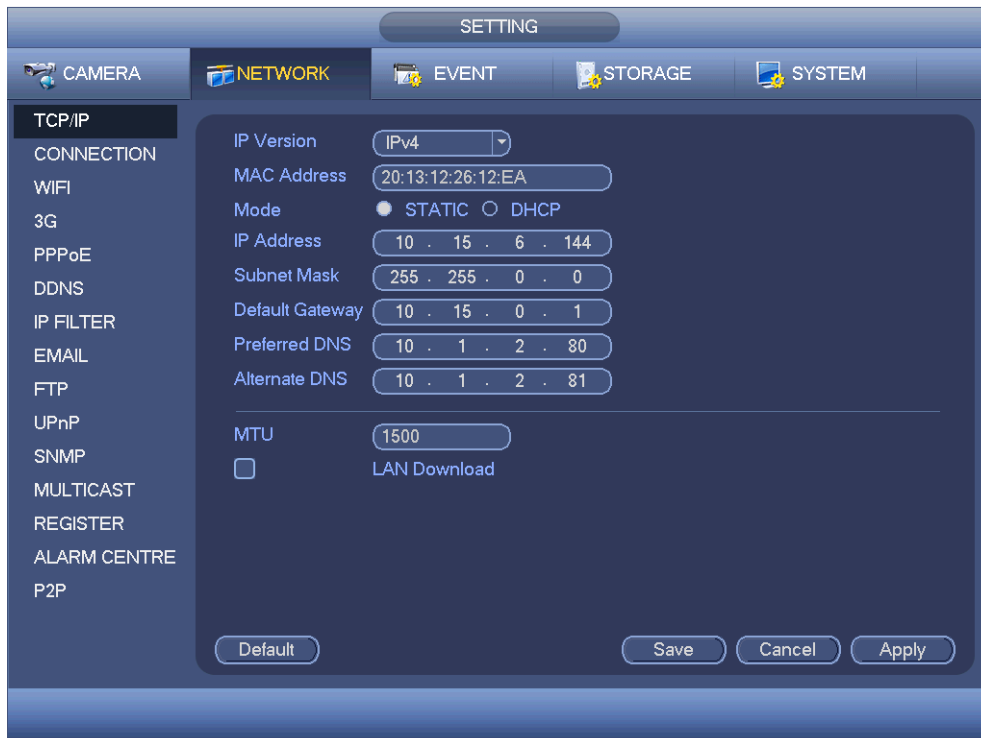 SETTING
CAMERA NETWORK EVENT STORAGE SYSTEM
TCP/IP
CONNECTION
WIFI
3G
PPPoE
DDNS
IP FILTER
EMAIL
FTP
UPnP
SNMP
MULTICAST
REGISTER
ALARM CENTRE
P2P
IP Version IPv4
MAC Address 20:13:12:26:12:EA
Mode STATIC DHCP
IP Address 10 . 15 . 6 . 144
Subnet Mask 255 . 255 . 0 . 0
Default Gateway 10 . 15 . 0 . 1
Preferred DNS 10 . 1 . 2 . 80
Alternate DNS 10 . 1 . 2 . 81
MTU 1500
LAN Download
Default Save Cancel Apply